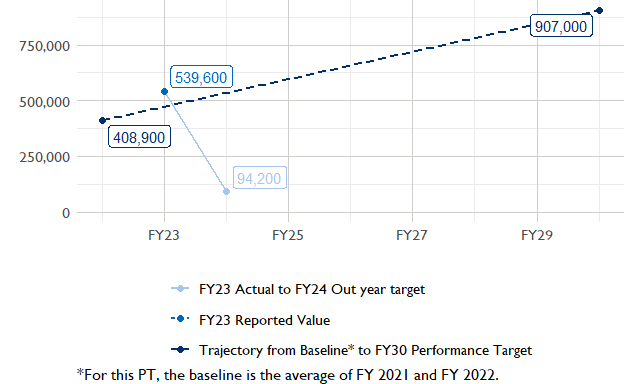 907,000
750,000
539,600
500,000
408,900
250,000
94,200
0
FY23 FY25 FY27 FY29
FY23 Actual to FY24 Out year target
FY23 Reported Value
Trajectory from Baseline* to FY30 Performance Target
*For this PT, the baseline is the average of FY 2021 and FY 2022.